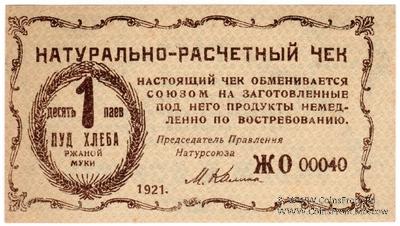 НАТУРАЛЬНО-РАСЧЕТНЫЙ ЧЕК
НАСТОЯЩИЙ ЧЕК ОБМЕНИВАЕТСЯ
СОЮЗОМ НА ЗАГОТОВЛЕННЫЕ
ПОД НЕГО ПРОДУКТЫ НЕМЕД-
ЛЕННО ПО ВОСТРЕБОВАНИЮ.
десять 1 паев
ПУД ХЛЕБА
РЖАНОЙ
МУКИ
Председатель Правления
Натурсоюза
ЖО 00040
1921.